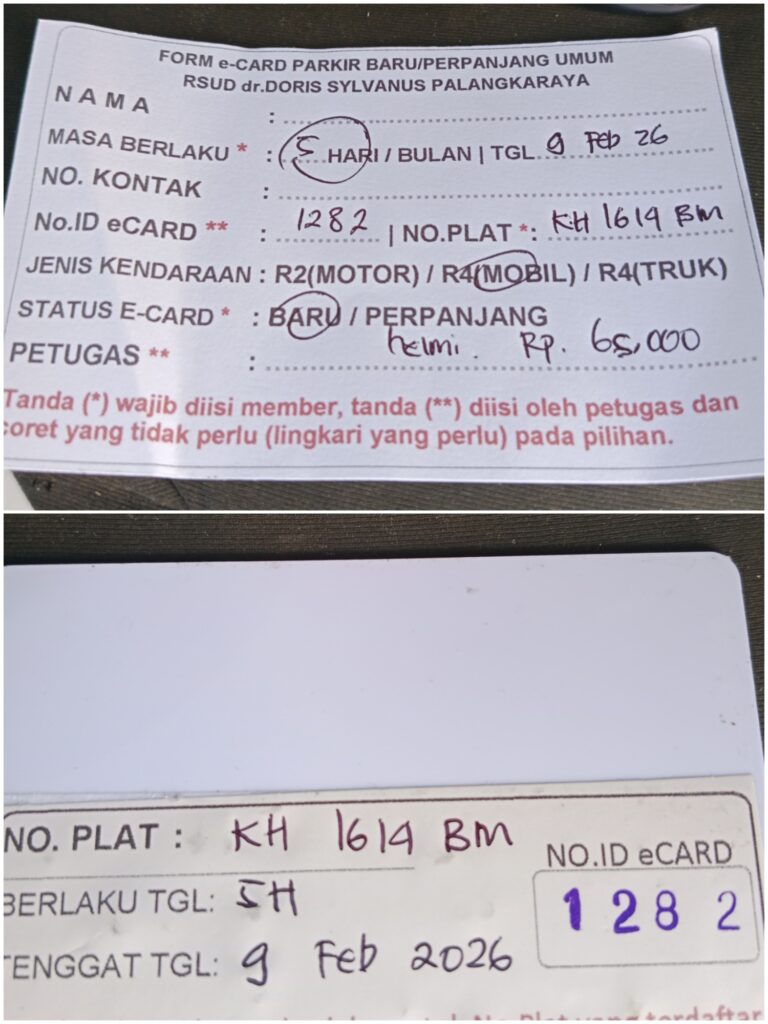 FORM e-CARD PARKIR BARU/PERPANJANG UMUM
RSUD dr.DORIS SYLVANUS PALANGKARAYA
NAMA :
MASA BERLAKU * : 5 HARI / BULAN | TGL 9 Feb 26
NO. KONTAK :
No.ID eCARD ** : 1282 | NO.PLAT *: KH 1614 BM
JENIS KENDARAAN : R2(MOTOR) / R4(MOBIL) / R4(TRUK)
STATUS E-CARD * : BARU / PERPANJANG
PETUGAS ** : helmi. Rp. 65,000
Tanda (*) wajib diisi member, tanda (**) diisi oleh petugas dan
coret yang tidak perlu (lingkari yang perlu) pada pilihan.
NO. PLAT : KH 1614 BM
NO.ID eCARD
BERLAKU TGL: 5H
1282
TENGGAT TGL: 9 Feb 2026
No Plat yang terdaftar